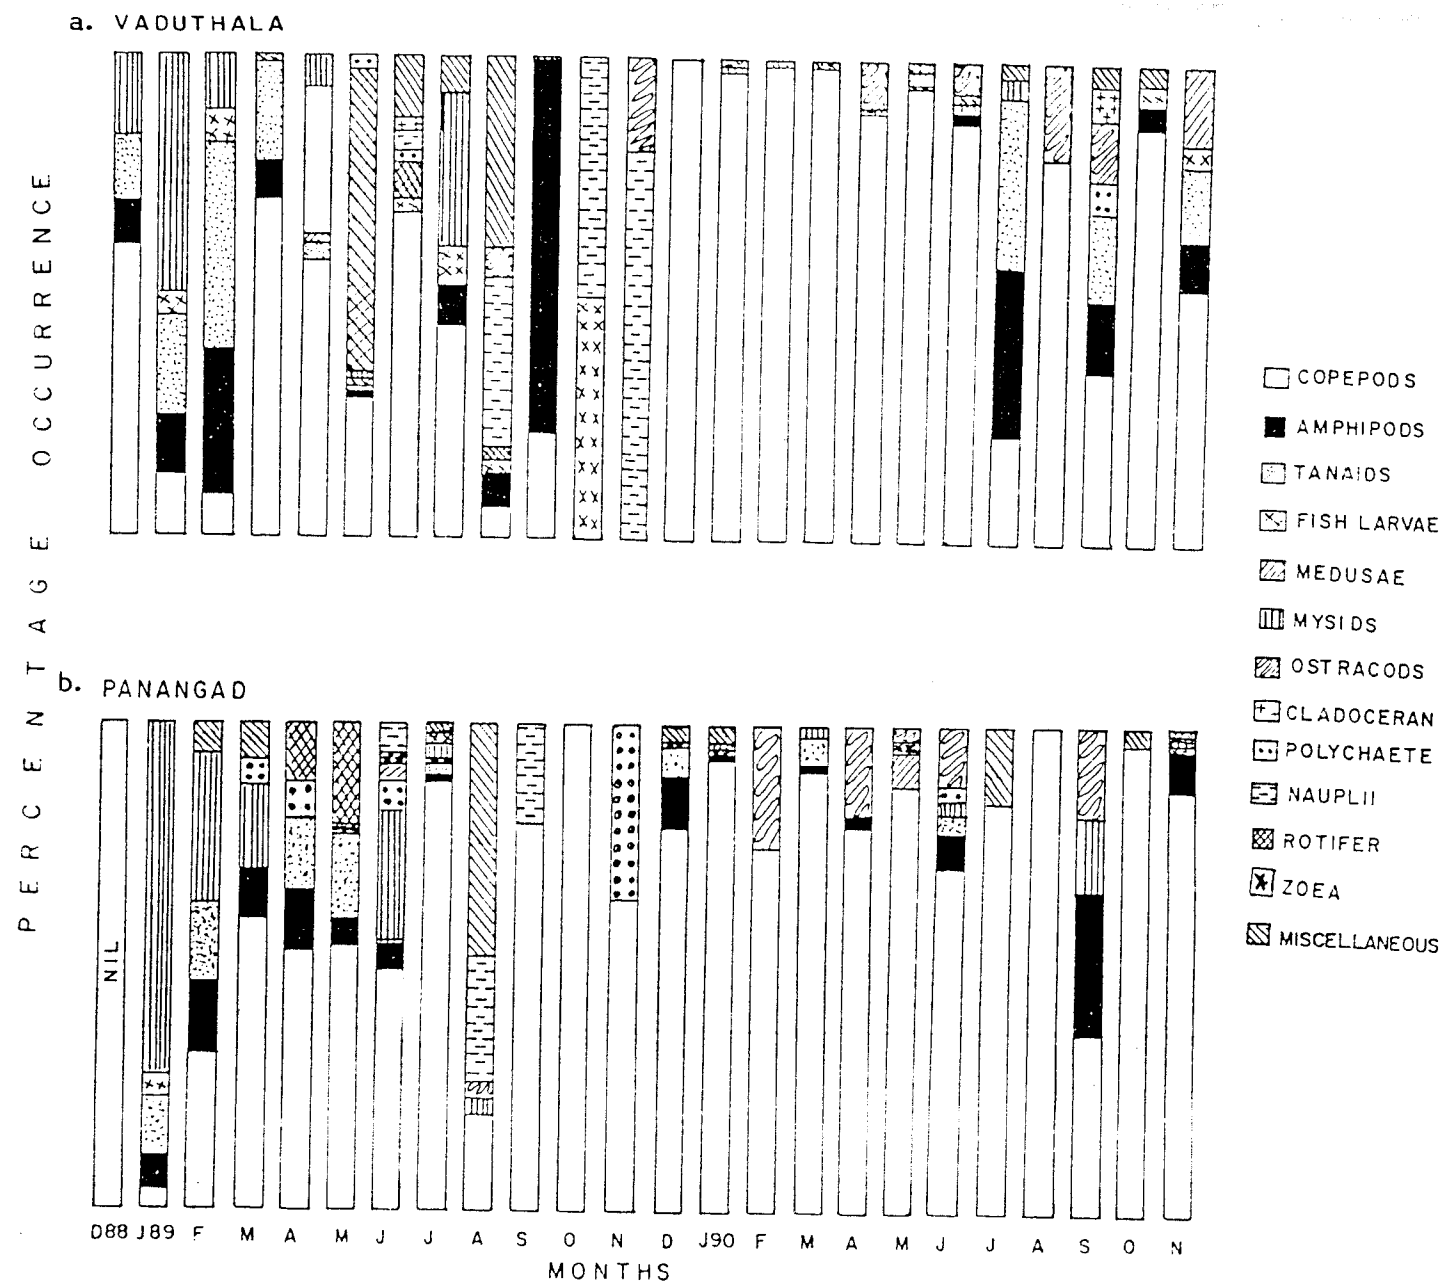 a. VADUTHALA
PERCENTAGE OCCURRENCE
COPEPODS
AMPHIPODS
TANAIDS
FISH LARVAE
MEDUSAE
MYSIDS
OSTRACODS
CLADOCERAN
POLYCHAETE
NAUPLII
ROTIFER
ZOEA
MISCELLANEOUS
b. PANANGAD
NIL
D88 J89 F M A M J J A S O N D J90 F M A M J J A S O N
MONTHS